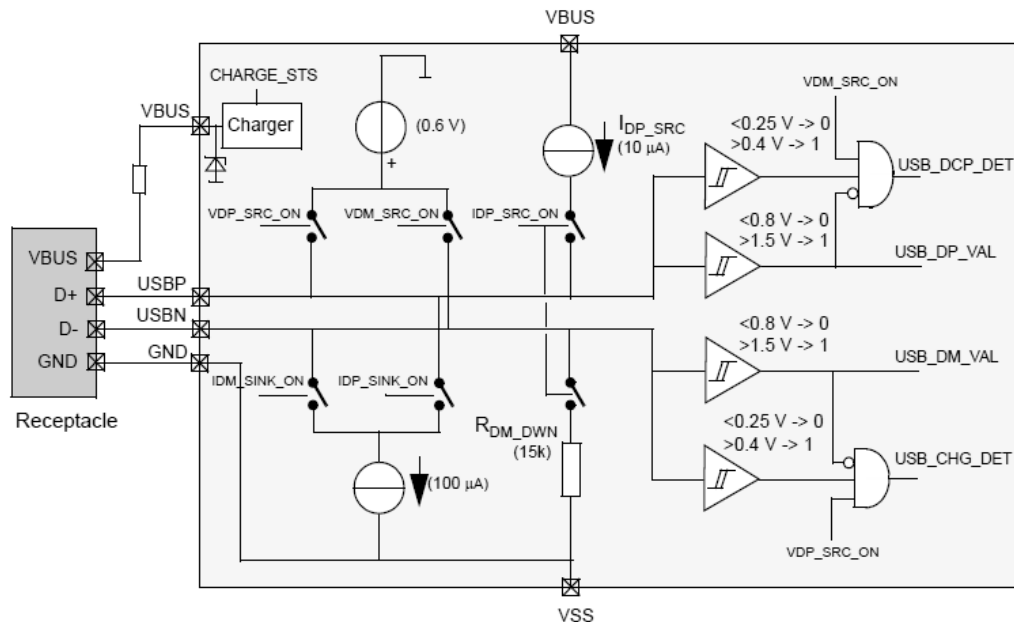 VBUS
CHARGE_STS
VBUS
Charger
(0.6 V)
+
I_DP_SRC
(10 µA)
VDM_SRC_ON
<0.25 V -> 0
>0.4 V -> 1
USB_DCP_DET
VDP_SRC_ON
VDM_SRC_ON
IDP_SRC_ON
<0.8 V -> 0
>1.5 V -> 1
USB_DP_VAL
VBUS
D+
D-
GND
Receptacle
USBP
USBN
GND
<0.8 V -> 0
>1.5 V -> 1
USB_DM_VAL
IDM_SINK_ON
IDP_SINK_ON
R_DM_DWN
(15k)
(100 µA)
<0.25 V -> 0
>0.4 V -> 1
USB_CHG_DET
VDP_SRC_ON
VSS